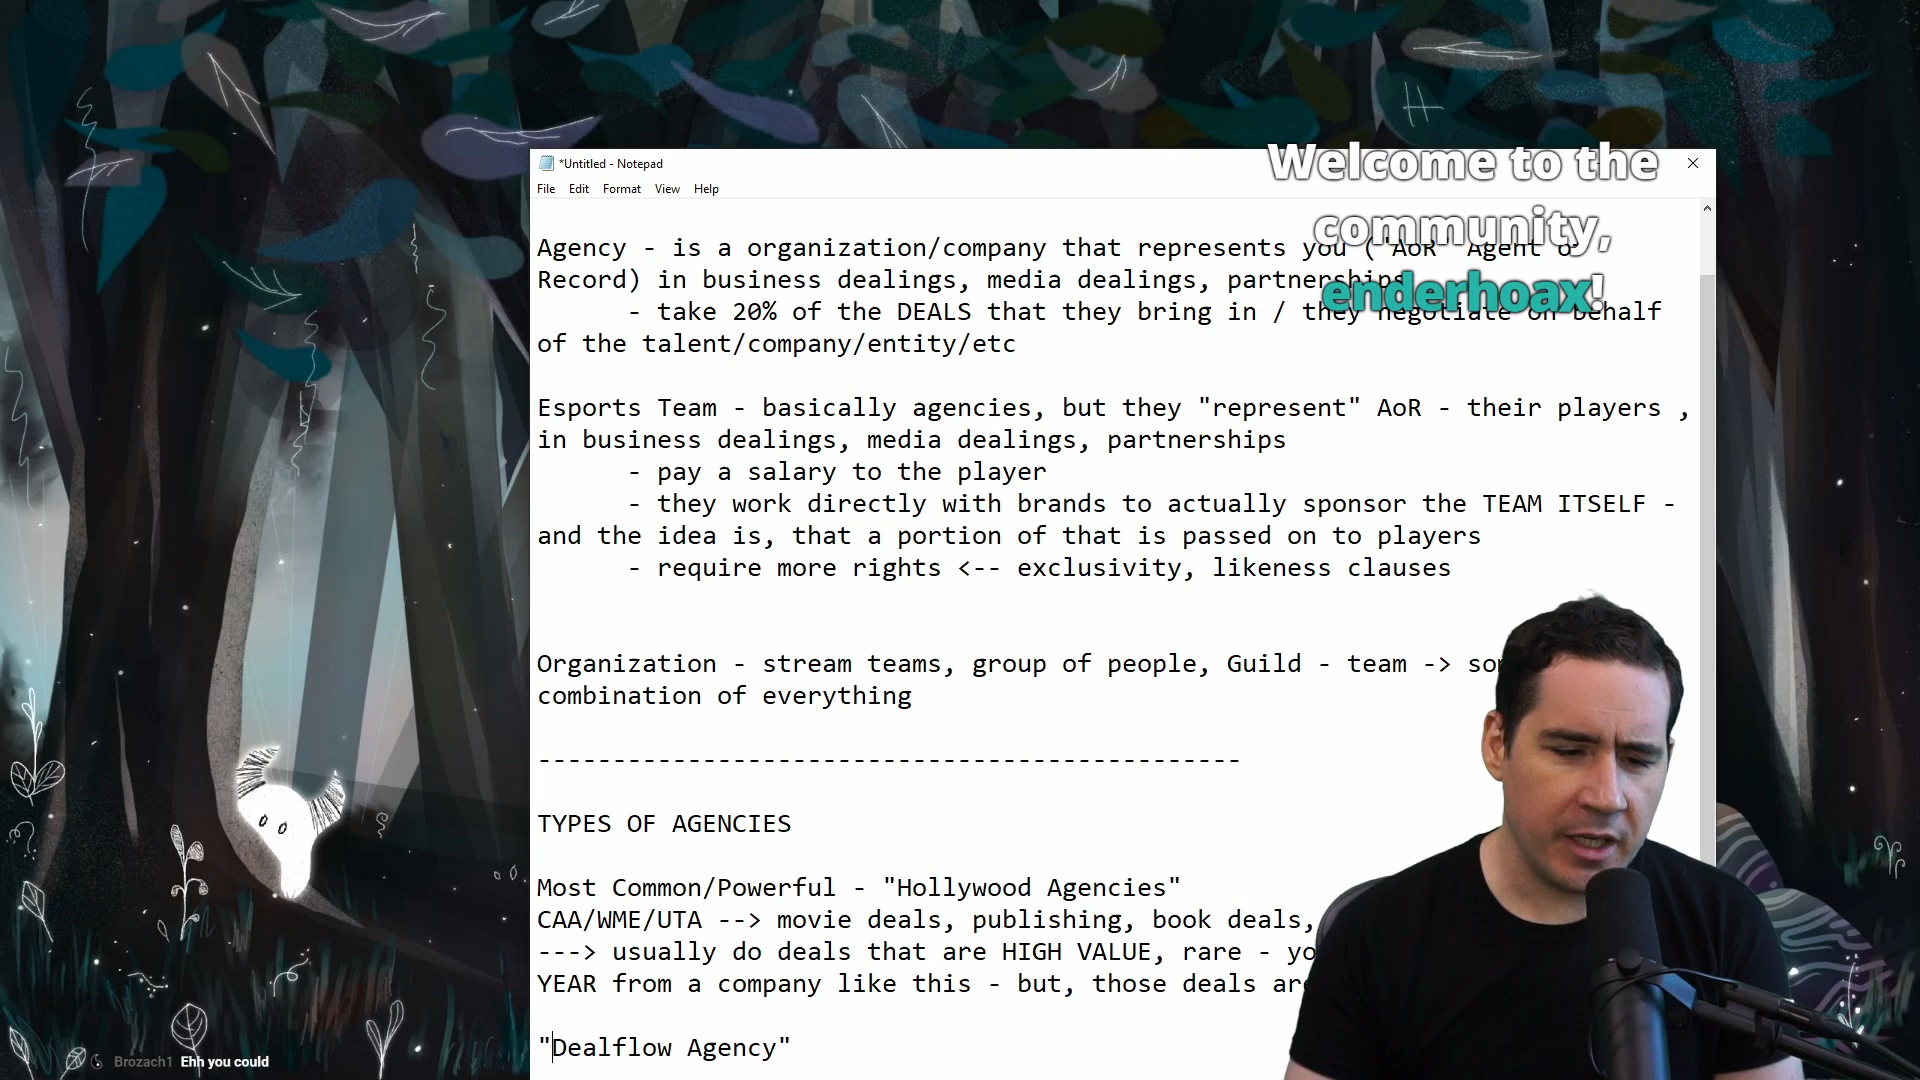 *Untitled - Notepad
File Edit Format View Help
Welcome to the
community,
enderhoax!
Agency - is a organization/company that represents you ("AoR" Agent o
Record) in business dealings, media dealings, partnerships
- take 20% of the DEALS that they bring in / they negotiate on behalf
of the talent/company/entity/etc
Esports Team - basically agencies, but they "represent" AoR - their players ,
in business dealings, media dealings, partnerships
- pay a salary to the player
- they work directly with brands to actually sponsor the TEAM ITSELF -
and the idea is, that a portion of that is passed on to players
- require more rights <-- exclusivity, likeness clauses
Organization - stream teams, group of people, Guild - team -> 
combination of everything
-----------------------------------------------
TYPES OF AGENCIES
Most Common/Powerful - "Hollywood Agencies"
CAA/WME/UTA --> movie deals, publishing, book deals,
---> usually do deals that are HIGH VALUE, rare -
YEAR from a company like this - but, those deals are
"Dealflow Agency"
Brozach1 Ehh you could